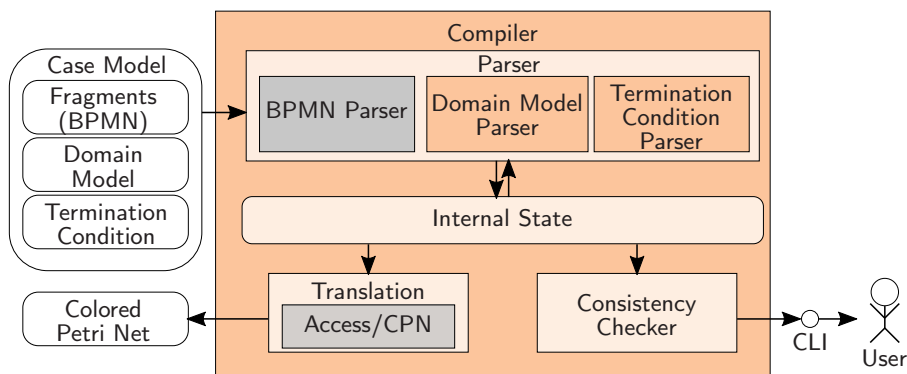 Compiler
Case Model
Fragments
(BPMN)
Domain
Model
Termination
Condition
Parser
BPMN Parser
Domain Model
Parser
Termination
Condition
Parser
Internal State
Translation
Access/CPN
Consistency
Checker
Colored
Petri Net
CLI
User